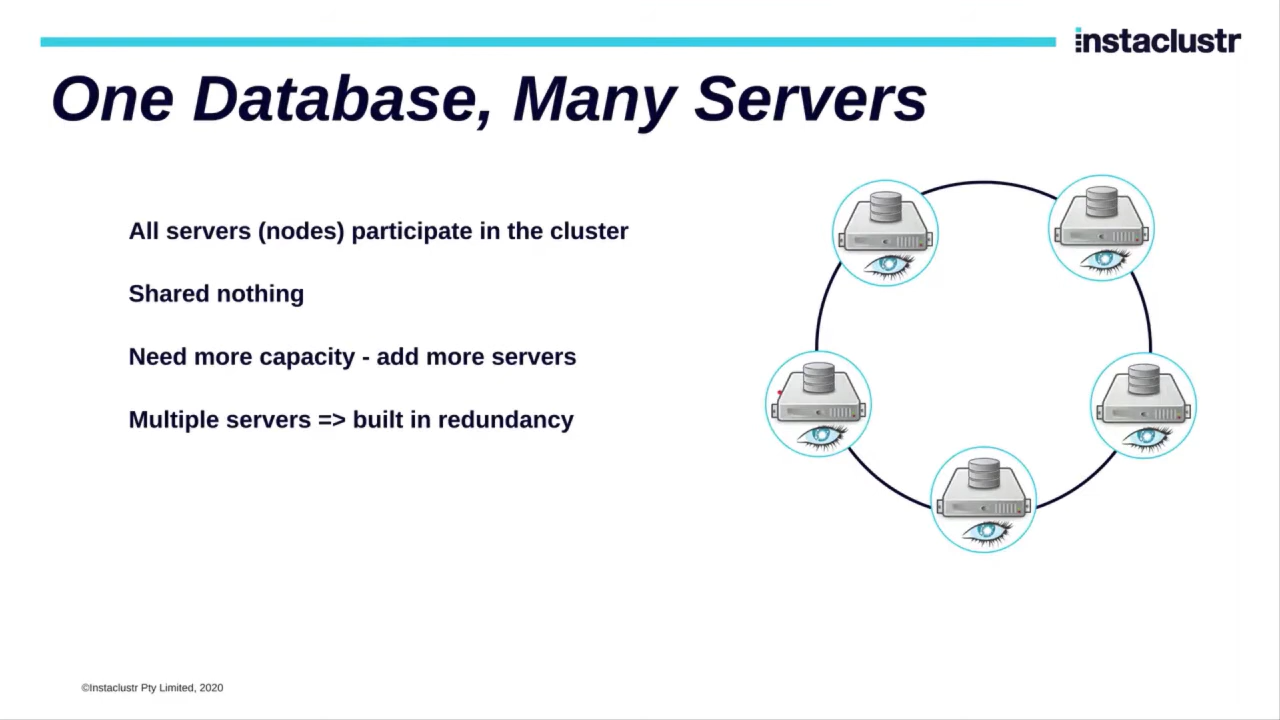 instaclustr
One Database, Many Servers
All servers (nodes) participate in the cluster
Shared nothing
Need more capacity - add more servers
Multiple servers => built in redundancy
©Instaclustr Pty Limited, 2020